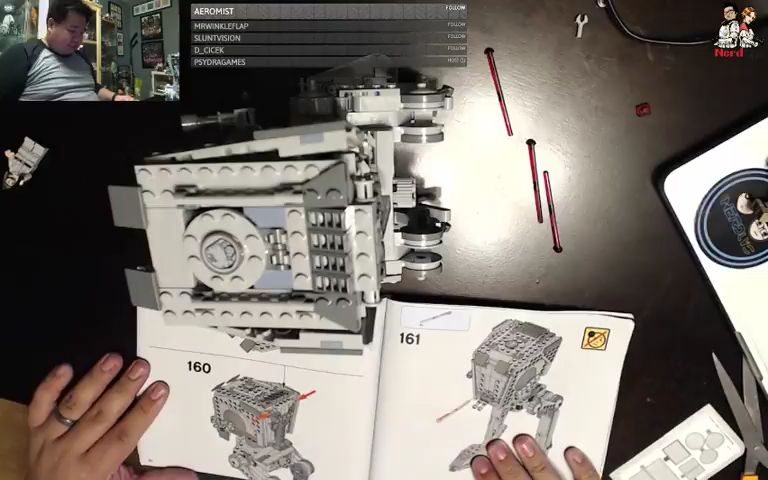 AEROMIST FOLLOW
MRWINKLEFLAP FOLLOW
SLUNTVISION FOLLOW
D_CICEK FOLLOW
PSYDRAGAMES
160
161
Nerd